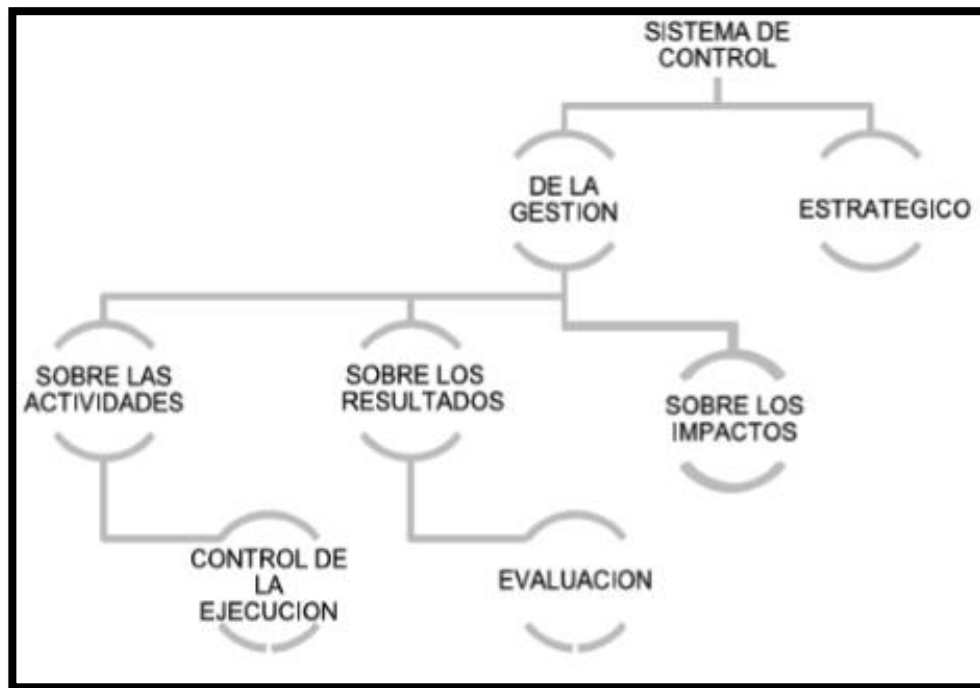 SISTEMA DE
CONTROL
DE LA
GESTION
ESTRATEGICO
SOBRE LAS
ACTIVIDADES
SOBRE LOS
RESULTADOS
SOBRE LOS
IMPACTOS
CONTROL DE
LA
EJECUCION
EVALUACION